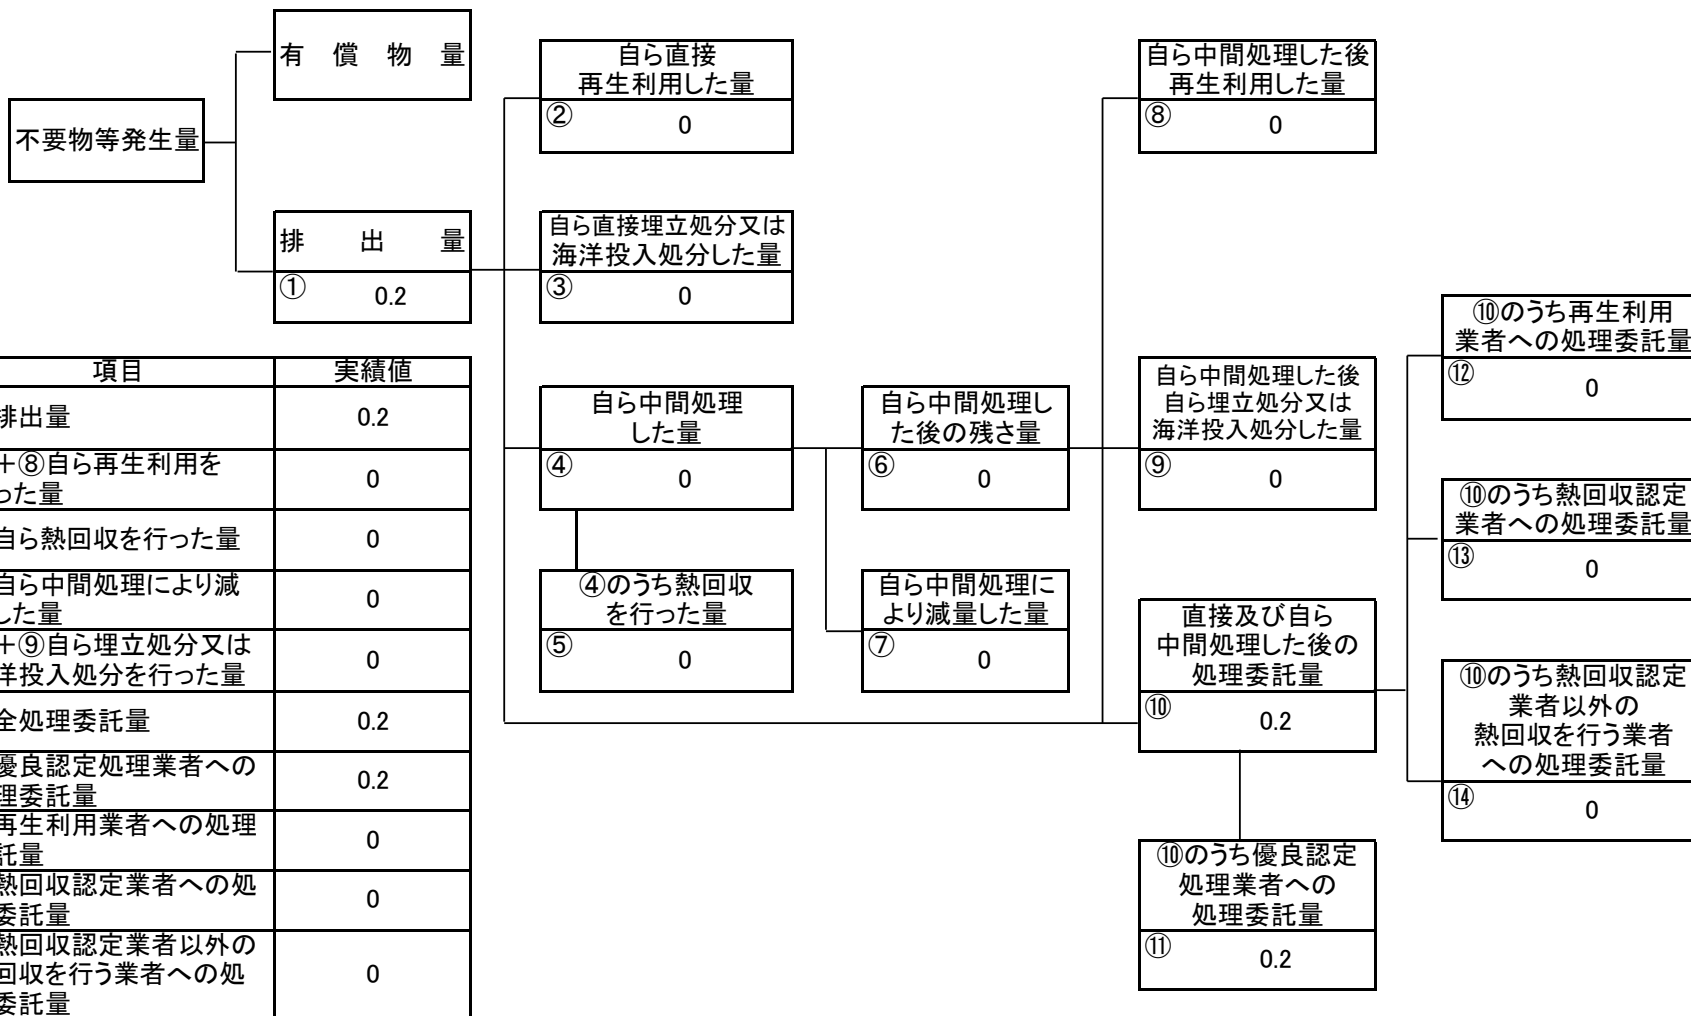 有償物量
不要物等発生量
排出量
①
0.2
自ら直接
再生利用した量
②
0
自ら直接埋立処分又は
海洋投入処分した量
③
0
自ら中間処理
した量
④
0
④のうち熱回収
を行った量
⑤
0
自ら中間処理し
た後の残さ量
⑥
0
自ら中間処理に
より減量した量
⑦
0
自ら中間処理した後
再生利用した量
⑧
0
自ら中間処理した後
自ら埋立処分又は
海洋投入処分した量
⑨
0
直接及び自ら
中間処理した後の
処理委託量
⑩
0.2
⑩のうち優良認定
処理業者への
処理委託量
⑪
0.2
⑩のうち再生利用
業者への処理委託量
⑫
0
⑩のうち熱回収認定
業者への処理委託量
⑬
0
⑩のうち熱回収認定
業者以外の
熱回収を行う業者
への処理委託量
⑭
0
項目
実績値
排出量
0.2
+⑧自ら再生利用を
った量
0
自ら熱回収を行った量
0
自ら中間処理により減
した量
0
+⑨自ら埋立処分又は
洋投入処分を行った量
0
全処理委託量
0.2
優良認定処理業者への
理委託量
0.2
再生利用業者への処理
託量
0
熱回収認定業者への処
委託量
0
熱回収認定業者以外の
回収を行う業者への処
委託量
0